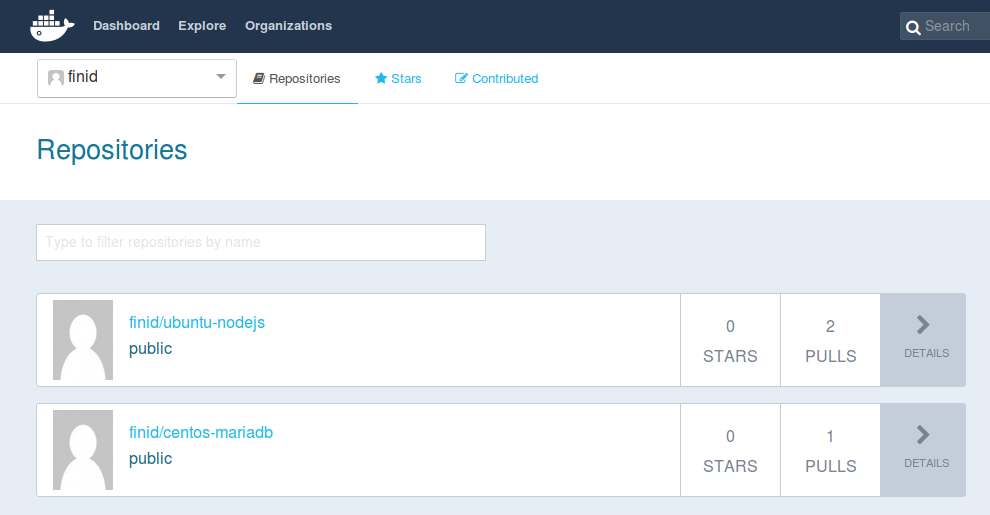 Dashboard Explore Organizations Search
finid Repositories Stars Contributed
Repositories
Type to filter repositories by name
finid/ubuntu-nodejs
public
0 STARS
2 PULLS
DETAILS
finid/centos-mariadb
public
0 STARS
1 PULLS
DETAILS